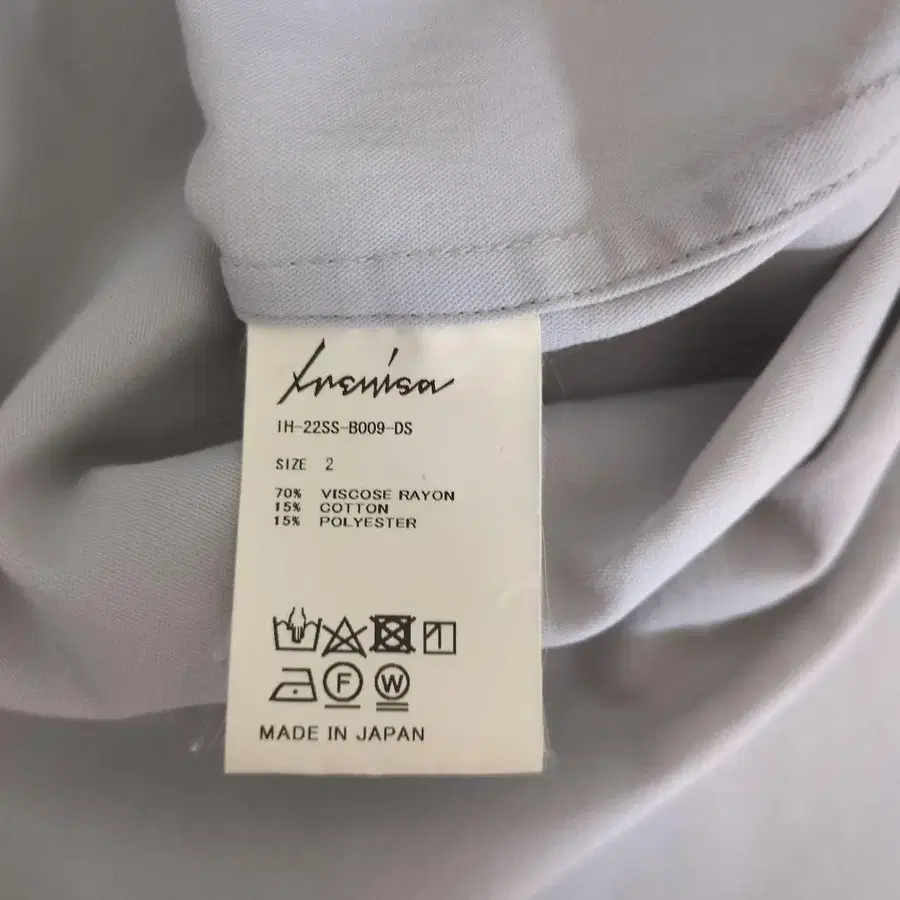 Irenisa
IH-22SS-B009-DS
SIZE 2
70% VISCOSE RAYON
15% COTTON
15% POLYESTER
F W
MADE IN JAPAN